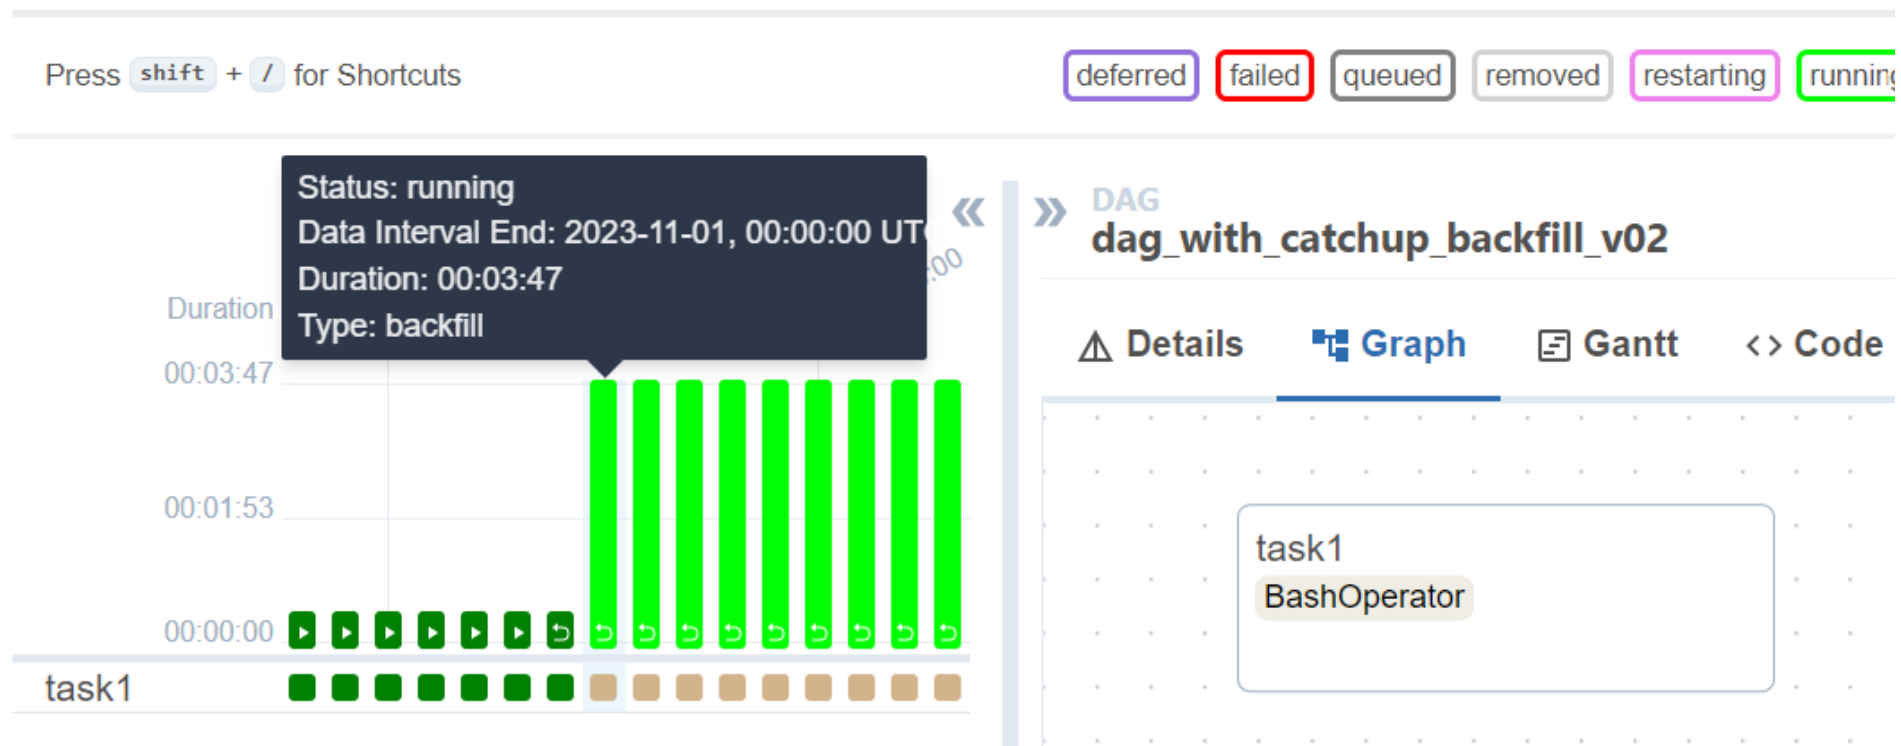 Press shift + / for Shortcuts
deferred failed queued removed restarting running
Status: running
Data Interval End: 2023-11-01, 00:00:00 UT
Duration: 00:03:47
Type: backfill
:00
Duration
00:03:47
00:01:53
00:00:00
task1
DAG
dag_with_catchup_backfill_v02
Details Graph Gantt Code
task1
BashOperator